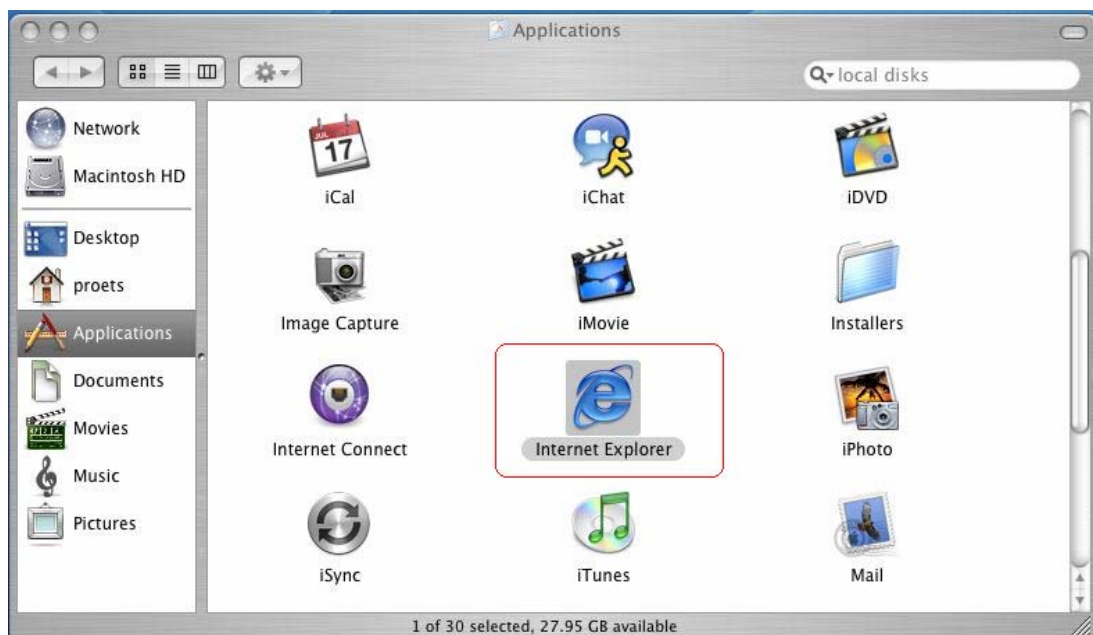 Applications
local disks
Network
Macintosh HD
Desktop
proets
Applications
Documents
Movies
Music
Pictures
JUL
17
iCal
iChat
iDVD
Image Capture
iMovie
Installers
Internet Connect
Internet Explorer
iPhoto
iSync
iTunes
Mail
1 of 30 selected, 27.95 GB available